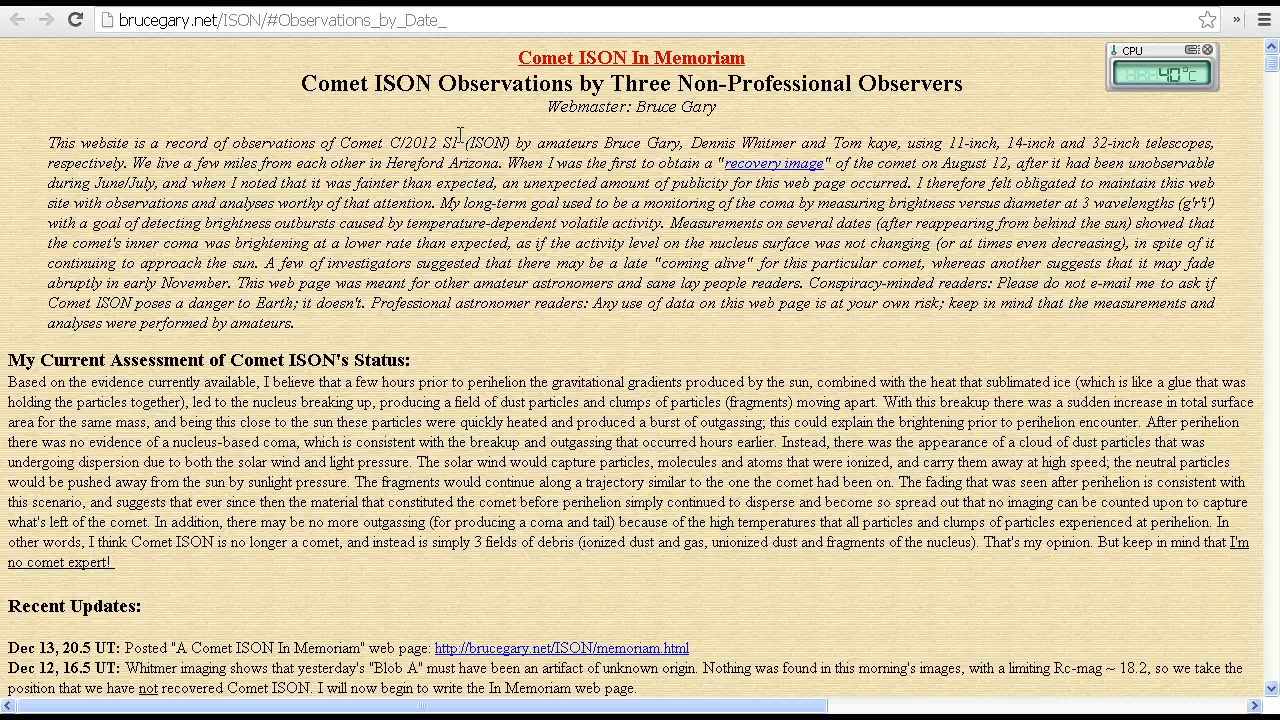 brucegary.net/ISON/#Observations_by_Date_
»
CPU
40°C
Comet ISON In Memoriam
Comet ISON Observations by Three Non-Professional Observers
Webmaster: Bruce Gary
This website is a record of observations of Comet C/2012 S1 (ISON) by amateurs Bruce Gary, Dennis Whitmer and Tom kaye, using 11-inch, 14-inch and 32-inch telescopes,
respectively. We live a few miles from each other in Hereford Arizona. When I was the first to obtain a "recovery image" of the comet on August 12, after it had been unobservable
during June/July, and when I noted that it was fainter than expected, an unexpected amount of publicity for this web page occurred. I therefore felt obligated to maintain this web
site with observations and analyses worthy of that attention. My long-term goal used to be a monitoring of the coma by measuring brightness versus diameter at 3 wavelengths (g'r'i')
with a goal of detecting brightness outbursts caused by temperature-dependent volatile activity. Measurements on several dates (after reappearing from behind the sun) showed that
the comet's inner coma was brightening at a lower rate than expected, as if the activity level on the nucleus surface was not changing (or at times even decreasing), in spite of it
continuing to approach the sun. A few of investigators suggested that there may be a late "coming alive" for this particular comet, whereas another suggests that it may fade
abruptly in early November. This web page was meant for other amateur astronomers and sane lay people readers. Conspiracy-minded readers: Please do not e-mail me to ask if
Comet ISON poses a danger to Earth; it doesn't. Professional astronomer readers: Any use of data on this web page is at your own risk; keep in mind that the measurements and
analyses were performed by amateurs.
My Current Assessment of Comet ISON's Status:
Based on the evidence currently available, I believe that a few hours prior to perihelion the gravitational gradients produced by the sun, combined with the heat that sublimated ice (which is like a glue that was
holding the particles together), led to the nucleus breaking up, producing a field of dust particles and clumps of particles (fragments) moving apart. With this breakup there was a sudden increase in total surface
area for the same mass, and being this close to the sun these particles were quickly heated and produced a burst of outgassing; this could explain the brightening prior to perihelion encounter. After perihelion
there was no evidence of a nucleus-based coma, which is consistent with the breakup and outgassing that occurred hours earlier. Instead, there was the appearance of a cloud of dust particles that was
undergoing dispersion due to both the solar wind and light pressure. The solar wind would capture particles, molecules and atoms that were ionized, and carry them away at high speed; the neutral particles
would be pushed away from the sun by sunlight pressure. The fragments would continue along a trajectory similar to the one the comet had been on. The fading that was seen after perihelion is consistent with
this scenario, and suggests that ever since then the material that constituted the comet before perihelion simply continued to disperse and become so spread out that no imaging can be counted upon to capture
what's left of the comet. In addition, there may be no more outgassing (for producing a coma and tail) because of the high temperatures that all particles and clumps of particles experienced at perihelion. In
other words, I think Comet ISON is no longer a comet, and instead is simply 3 fields of debris (ionized dust and gas, unionized dust and fragments of the nucleus). That's my opinion. But keep in mind that I'm
no comet expert!
Recent Updates:
Dec 13, 20.5 UT: Posted "A Comet ISON In Memoriam" web page: http://brucegary.net/ISON/memoriam.html
Dec 12, 16.5 UT: Whitmer imaging shows that yesterday's "Blob A" must have been an artifact of unknown origin. Nothing was found in this morning's images, with a limiting Rc-mag ~ 18.2, so we take the
position that we have not recovered Comet ISON. I will now begin to write the In Memoriam web page.